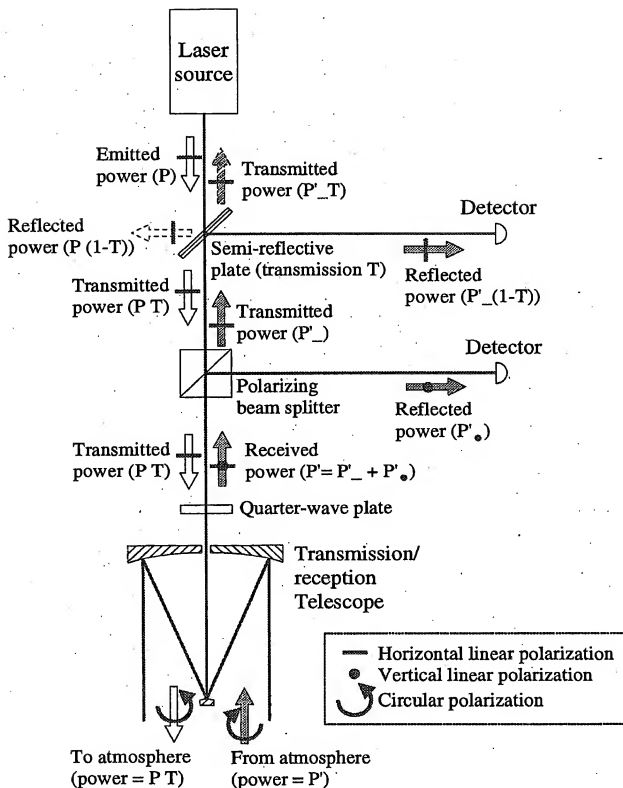 Laser
source
Emitted
power (P)
Transmitted
power (P'_T)
Detector
Reflected
power (P (1-T))
Semi-reflective
plate (transmission T)
Reflected
power (P'_(1-T))
Transmitted
power (P T)
Transmitted
power (P'_)
Detector
Polarizing
beam splitter
Reflected
power (P'●)
Transmitted
power (P T)
Received
power (P'= P'_ + P'●)
Quarter-wave plate
Transmission/
reception
Telescope
Horizontal linear polarization
Vertical linear polarization
Circular polarization
To atmosphere
(power = P T)
From atmosphere
(power = P')